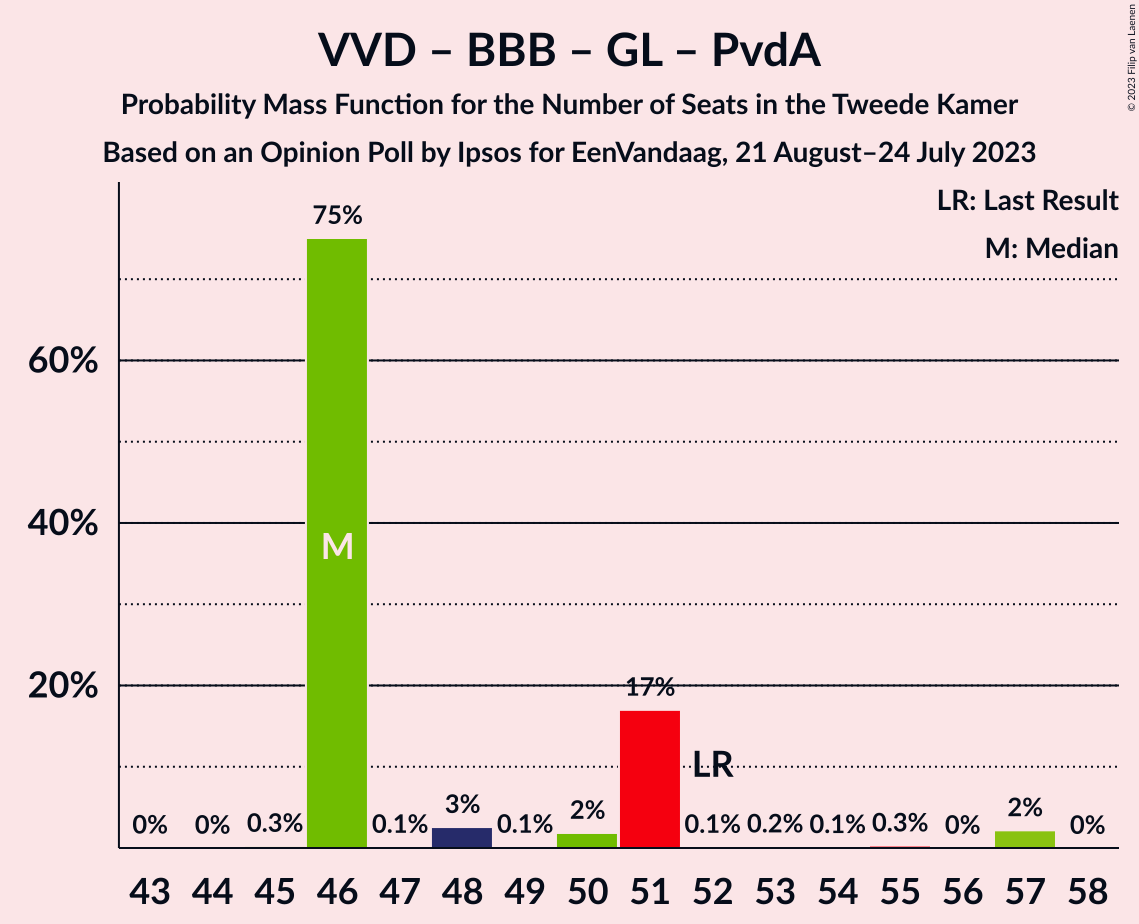 VVD – BBB – GL – PvdA
Probability Mass Function for the Number of Seats in the Tweede Kamer
Based on an Opinion Poll by Ipsos for EenVandaag, 21 August–24 July 2023
© 2023 Filip van Laenen
LR: Last Result
M: Median
60%
40%
20%
0% 0% 0.3% 75% 0.1% 3% 0.1% 2% 17% 0.1% 0.2% 0.1% 0.3% 0% 2% 0%
M
LR
43 44 45 46 47 48 49 50 51 52 53 54 55 56 57 58